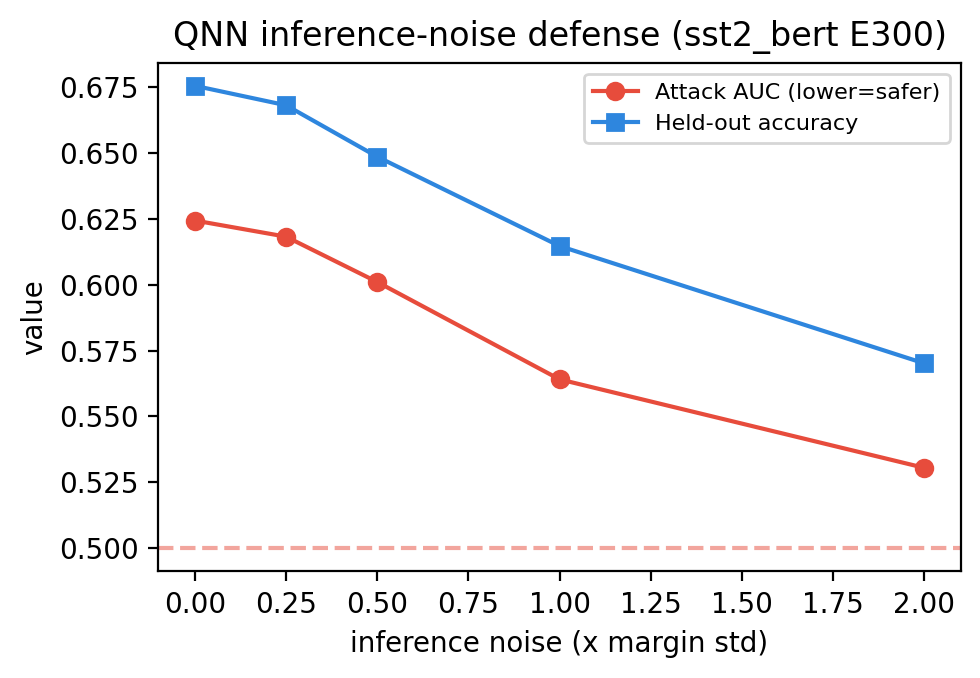 QNN inference-noise defense (sst2_bert E300)
Attack AUC (lower=safer)
Held-out accuracy
value
0.675
0.650
0.625
0.600
0.575
0.550
0.525
0.500
0.00 0.25 0.50 0.75 1.00 1.25 1.50 1.75 2.00
inference noise (x margin std)